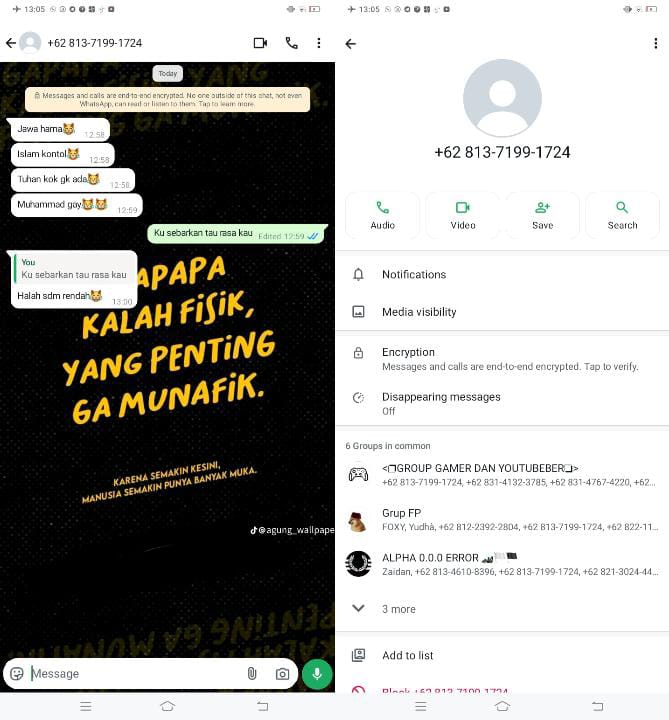 13:05
+62 813-7199-1724
Today
Messages and calls are end-to-end encrypted. No one outside of this chat, not even
WhatsApp, can read or listen to them. Tap to learn more.
Jawa hama😹 12:58
Islam kontol😹 12:58
Tuhan kok gk ada😹 12:58
Muhammad gay😹😹 12:59
Ku sebarkan tau rasa kau Edited 12:59
You
Ku sebarkan tau rasa kau
Halah sdm rendah😹 13:00
APAPA
KALAH FiSiK,
YANG PENTiNG
GA MUNAFiK.
KARENA SEMAKIN KESINI,
MANUSIA SEMAKIN PUNYA BANYAK MUKA.
@agung_wallpape
Message
13:05
+62 813-7199-1724
Audio
Video
Save
Search
Notifications
Media visibility
Encryption
Messages and calls are end-to-end encrypted. Tap to verify.
Disappearing messages
Off
6 Groups in common
<❏GROUP GAMER DAN YOUTUBEBER❏>
+62 813-7199-1724, +62 831-4132-3785, +62 831-4767-4220, +62...
Grup FP
FOXY, Yudhà, +62 812-2392-2804, +62 813-7199-1724, +62 822-11...
ALPHA 0.0.0 ERROR
Zaidan, +62 813-4610-8396, +62 813-7199-1724, +62 821-3024-44...
3 more
Add to list
Block +62 813-7199-1724